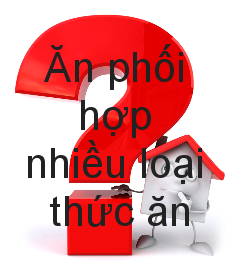 Ăn phối
hợp
nhiều loại
thức ăn